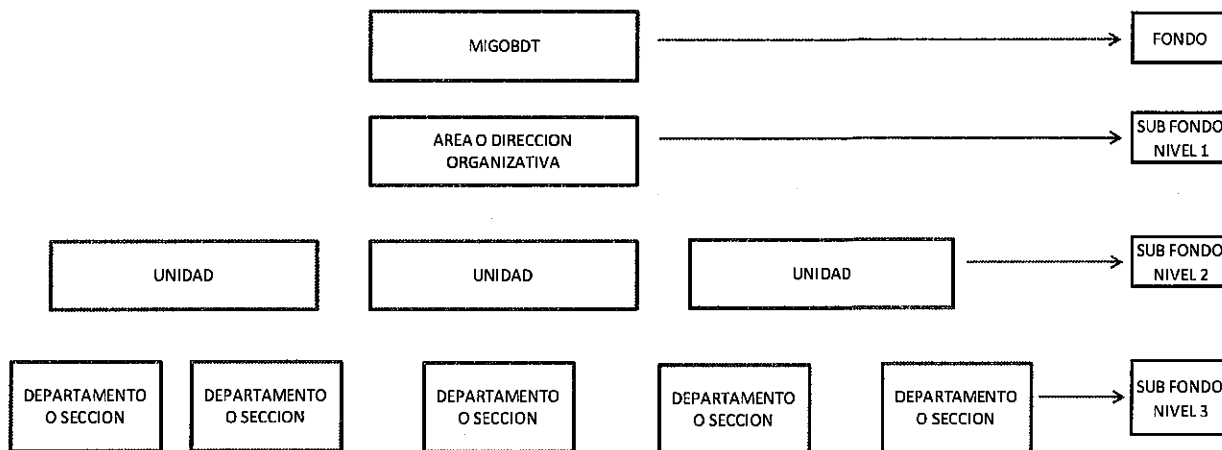 MIGOBDT
FONDO
AREA O DIRECCION
ORGANIZATIVA
SUB FONDO
NIVEL 1
UNIDAD
UNIDAD
UNIDAD
SUB FONDO
NIVEL 2
DEPARTAMENTO
O SECCION
DEPARTAMENTO
O SECCION
DEPARTAMENTO
O SECCION
DEPARTAMENTO
O SECCION
DEPARTAMENTO
O SECCION
SUB FONDO
NIVEL 3